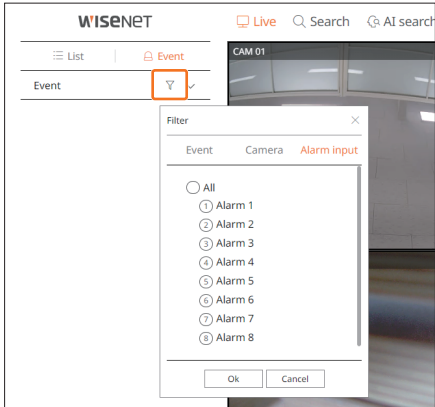 WISENET
Live Search AI search
List Event
CAM 01
Event
Filter
Event Camera Alarm input
All
1 Alarm 1
2 Alarm 2
3 Alarm 3
4 Alarm 4
5 Alarm 5
6 Alarm 6
7 Alarm 7
8 Alarm 8
Ok Cancel